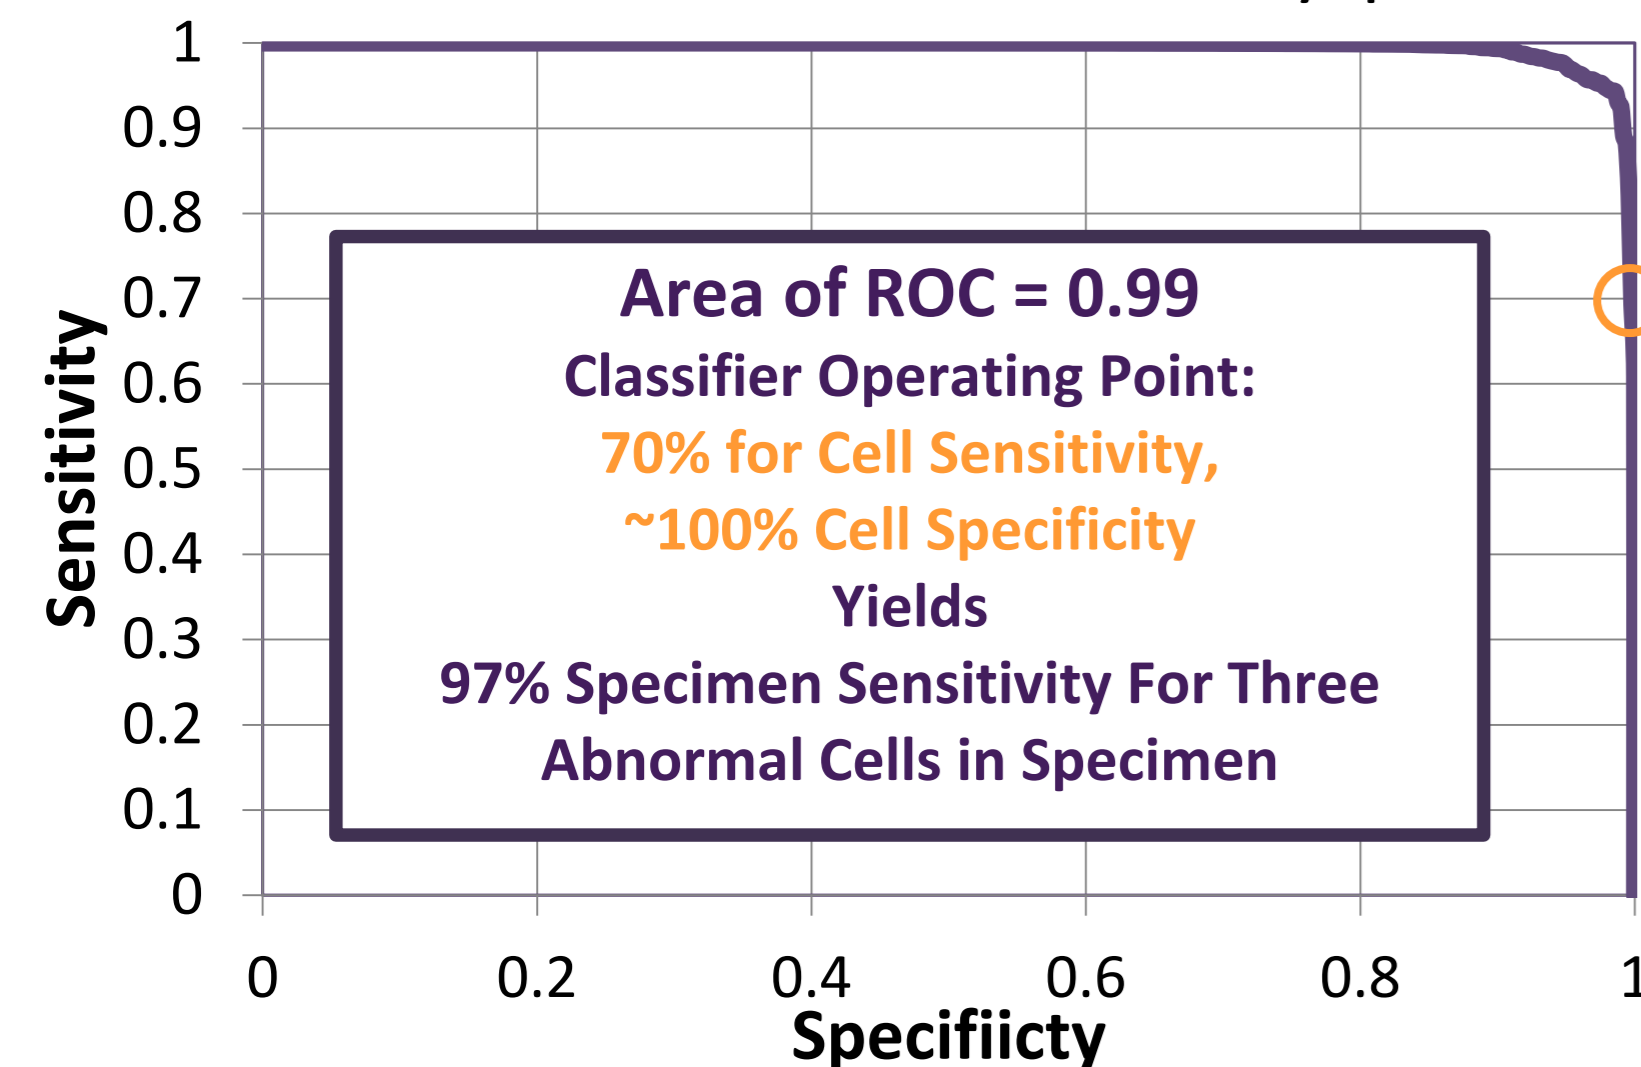 1
0.9
0.8
0.7
0.6
0.5
0.4
0.3
0.2
0.1
0
Sensitivity
Area of ROC = 0.99
Classifier Operating Point:
70% for Cell Sensitivity,
~100% Cell Specificity
Yields
97% Specimen Sensitivity For Three
Abnormal Cells in Specimen
0 0.2 0.4 0.6 0.8 1
Specifiicty